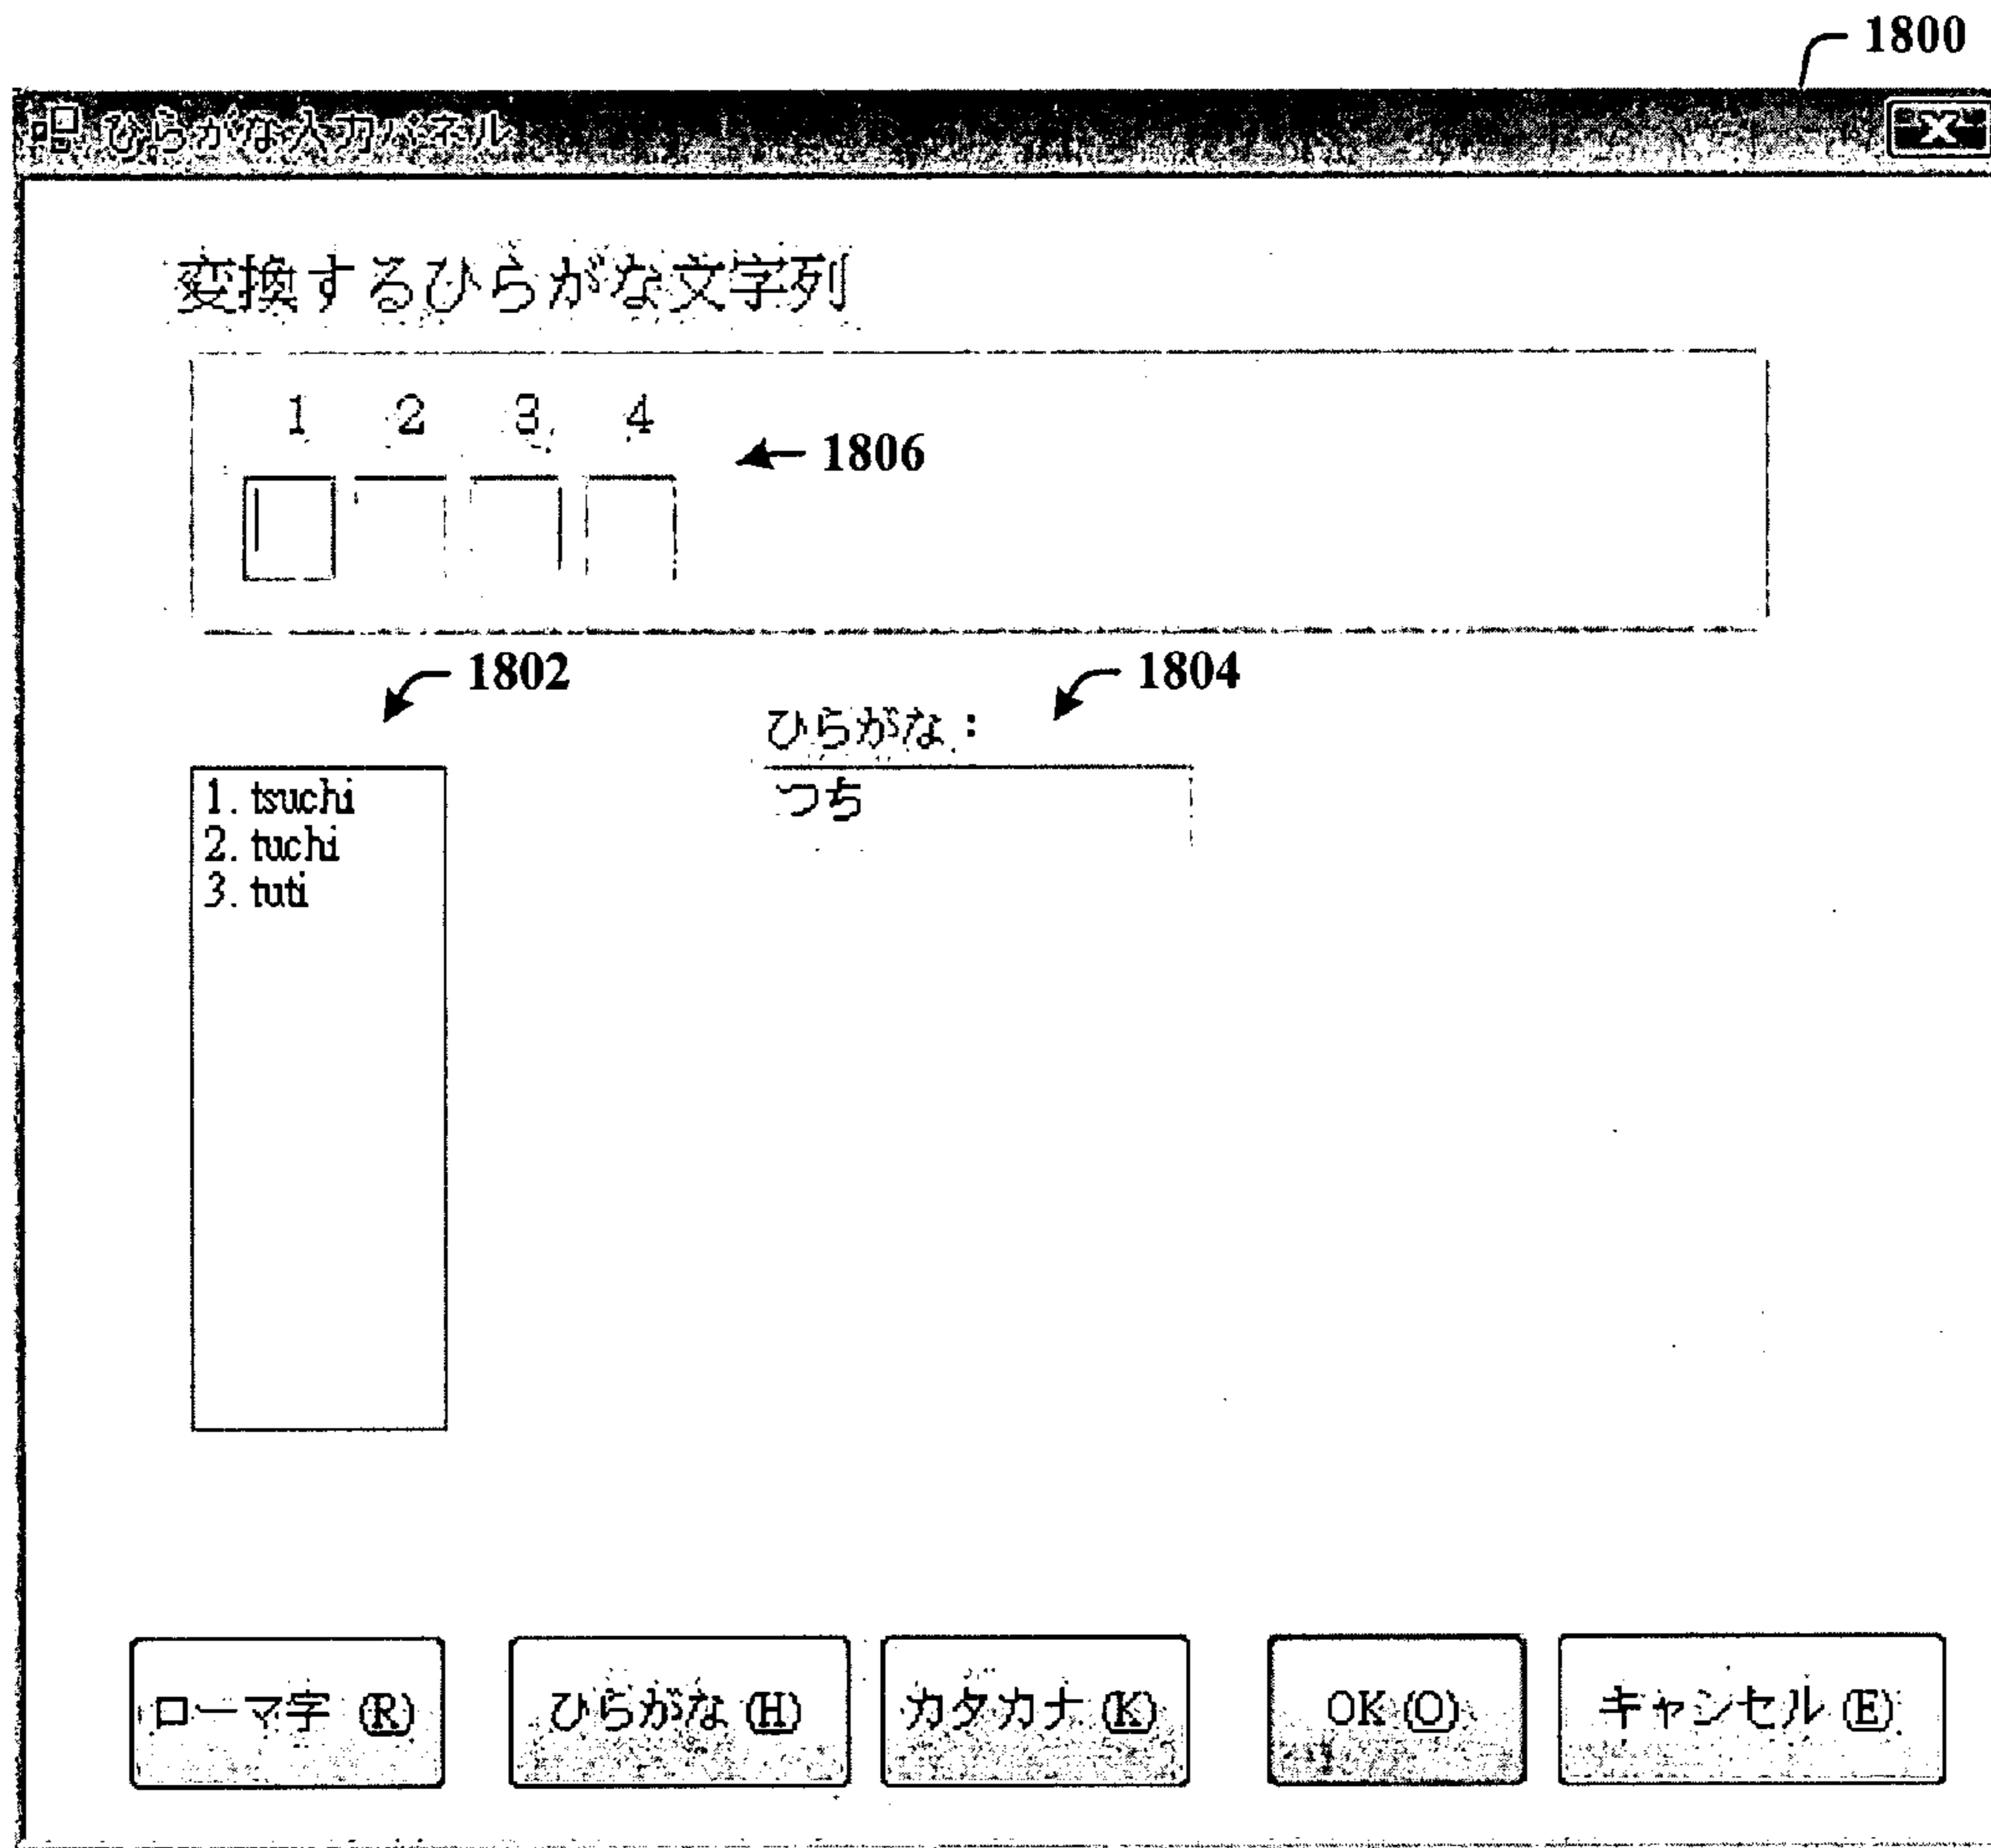 1800
ひらがな入力パネル
変換するひらがな文字列
1 2 3 4
1806
1802
1804
ひらがな：
1. tsuchi
2. tuchi
3. tuti
つち
ローマ字 (R) ひらがな (H) カタカナ (K) OK (O) キャンセル (E)